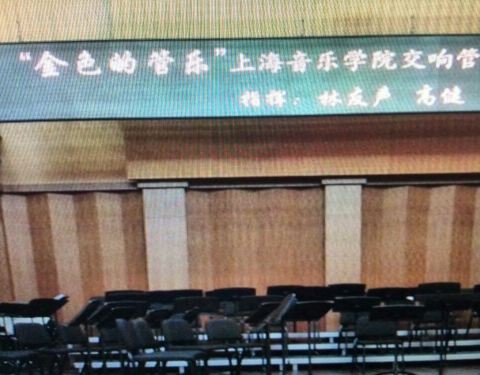 “金色的管乐”上海音乐学院交响管
指挥：林友声 高健